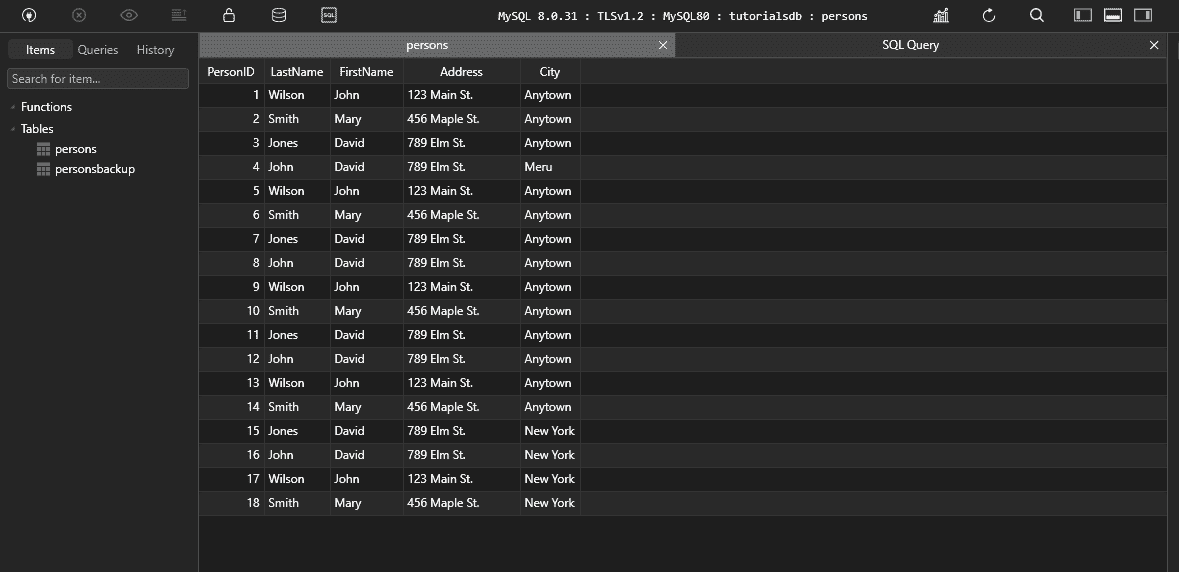 SQL
MySQL 8.0.31 : TLSv1.2 : MySQL80 : tutorialsdb : persons
Items Queries History
persons
SQL Query
Search for item...
Functions
Tables
persons
personsbackup
PersonID LastName FirstName Address City
1 Wilson John 123 Main St. Anytown
2 Smith Mary 456 Maple St. Anytown
3 Jones David 789 Elm St. Anytown
4 John David 789 Elm St. Meru
5 Wilson John 123 Main St. Anytown
6 Smith Mary 456 Maple St. Anytown
7 Jones David 789 Elm St. Anytown
8 John David 789 Elm St. Anytown
9 Wilson John 123 Main St. Anytown
10 Smith Mary 456 Maple St. Anytown
11 Jones David 789 Elm St. Anytown
12 John David 789 Elm St. Anytown
13 Wilson John 123 Main St. Anytown
14 Smith Mary 456 Maple St. Anytown
15 Jones David 789 Elm St. New York
16 John David 789 Elm St. New York
17 Wilson John 123 Main St. New York
18 Smith Mary 456 Maple St. New York